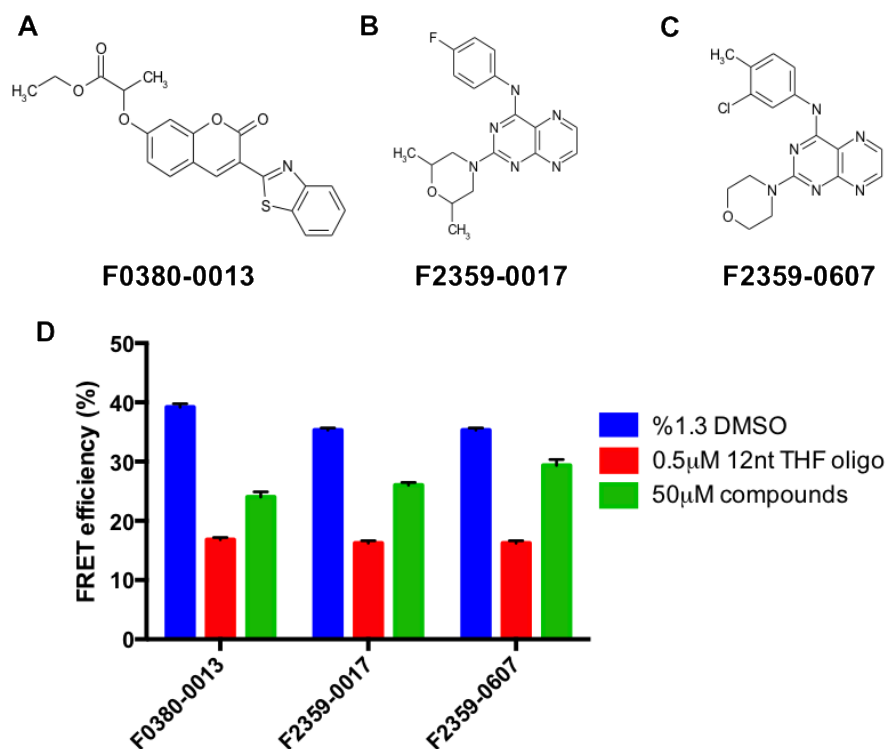 A
B
C
O
H₃C
O
CH₃
O
O
O
N
S
F
N
N
N
N
N
N
H₃C
O
CH₃
H₃C
Cl
N
N
N
N
N
N
O
F0380-0013
F2359-0017
F2359-0607
D
FRET efficiency (%)
50
40
30
20
10
0
%1.3 DMSO
0.5μM 12nt THF oligo
50μM compounds
F0380-0013
F2359-0017
F2359-0607